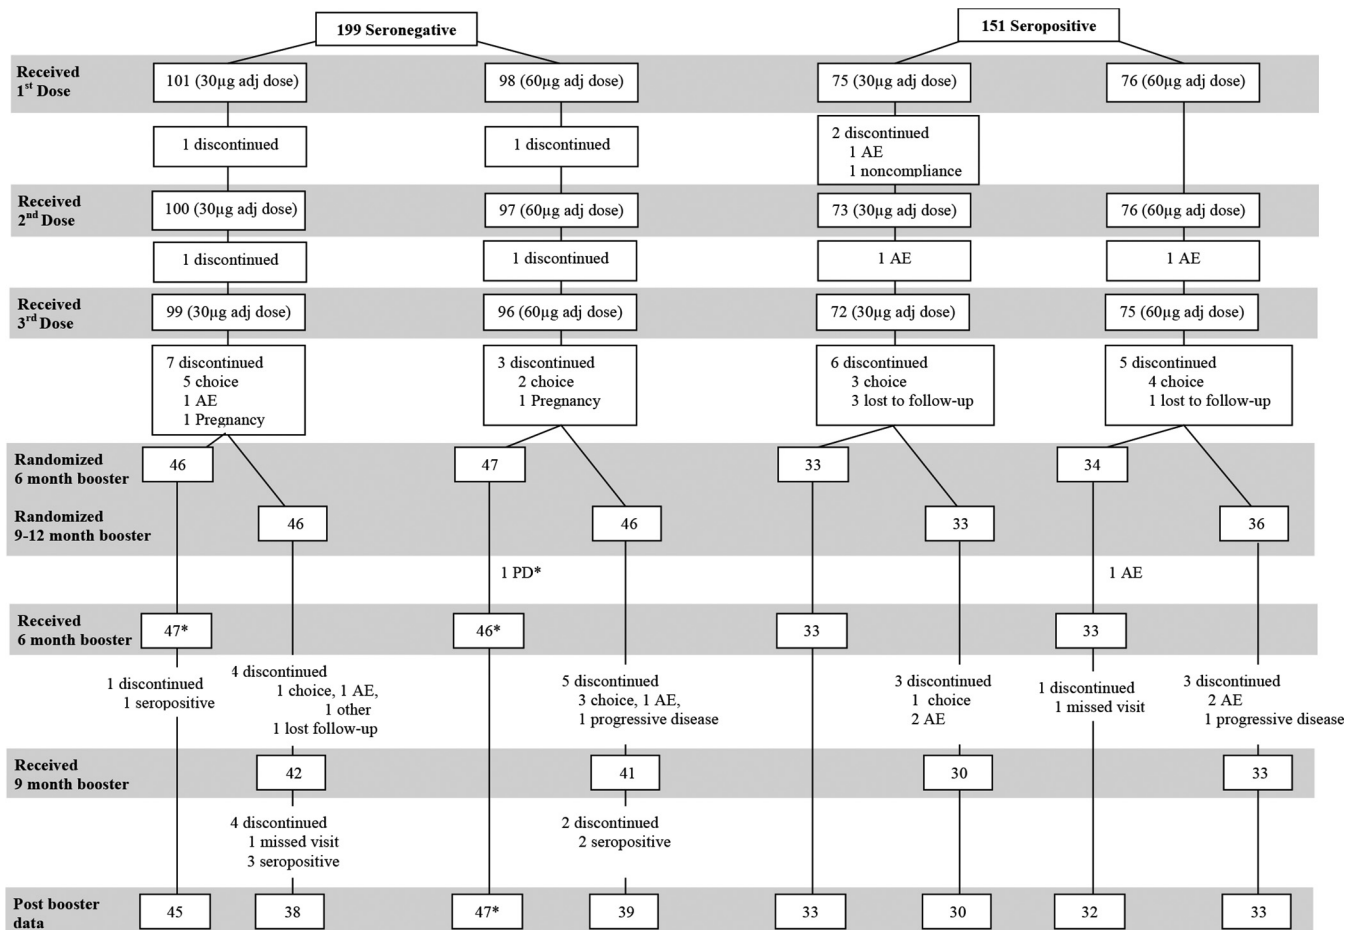 199 Seronegative
151 Seropositive
Received
1st Dose
101 (30µg adj dose)
98 (60µg adj dose)
75 (30µg adj dose)
76 (60µg adj dose)
1 discontinued
1 discontinued
2 discontinued
1 AE
1 noncompliance
Received
2nd Dose
100 (30µg adj dose)
97 (60µg adj dose)
73 (30µg adj dose)
76 (60µg adj dose)
1 discontinued
1 discontinued
1 AE
1 AE
Received
3rd Dose
99 (30µg adj dose)
96 (60µg adj dose)
72 (30µg adj dose)
75 (60µg adj dose)
7 discontinued
5 choice
1 AE
1 Pregnancy
3 discontinued
2 choice
1 Pregnancy
6 discontinued
3 choice
3 lost to follow-up
5 discontinued
4 choice
1 lost to follow-up
Randomized
6 month booster
46
47
33
34
Randomized
9-12 month booster
46
46
33
36
1 PD*
1 AE
Received
6 month booster
47*
46*
33
33
1 discontinued
1 seropositive
4 discontinued
1 choice, 1 AE,
1 other
1 lost follow-up
5 discontinued
3 choice, 1 AE,
1 progressive disease
3 discontinued
1 choice
2 AE
1 discontinued
1 missed visit
3 discontinued
2 AE
1 progressive disease
Received
9 month booster
42
41
30
33
4 discontinued
1 missed visit
3 seropositive
2 discontinued
2 seropositive
Post booster
data
45
38
47*
39
33
30
32
33